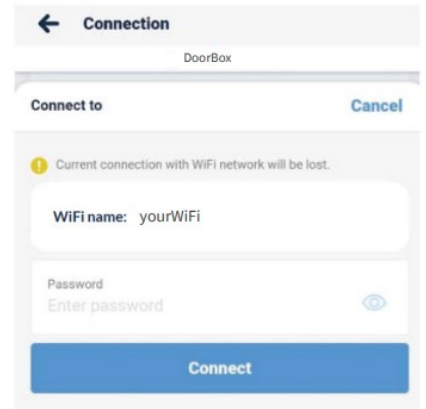 Connection
DoorBox
Connect to Cancel
Current connection with WiFi network will be lost.
WiFi name: yourWiFi
Password
Enter password
Connect